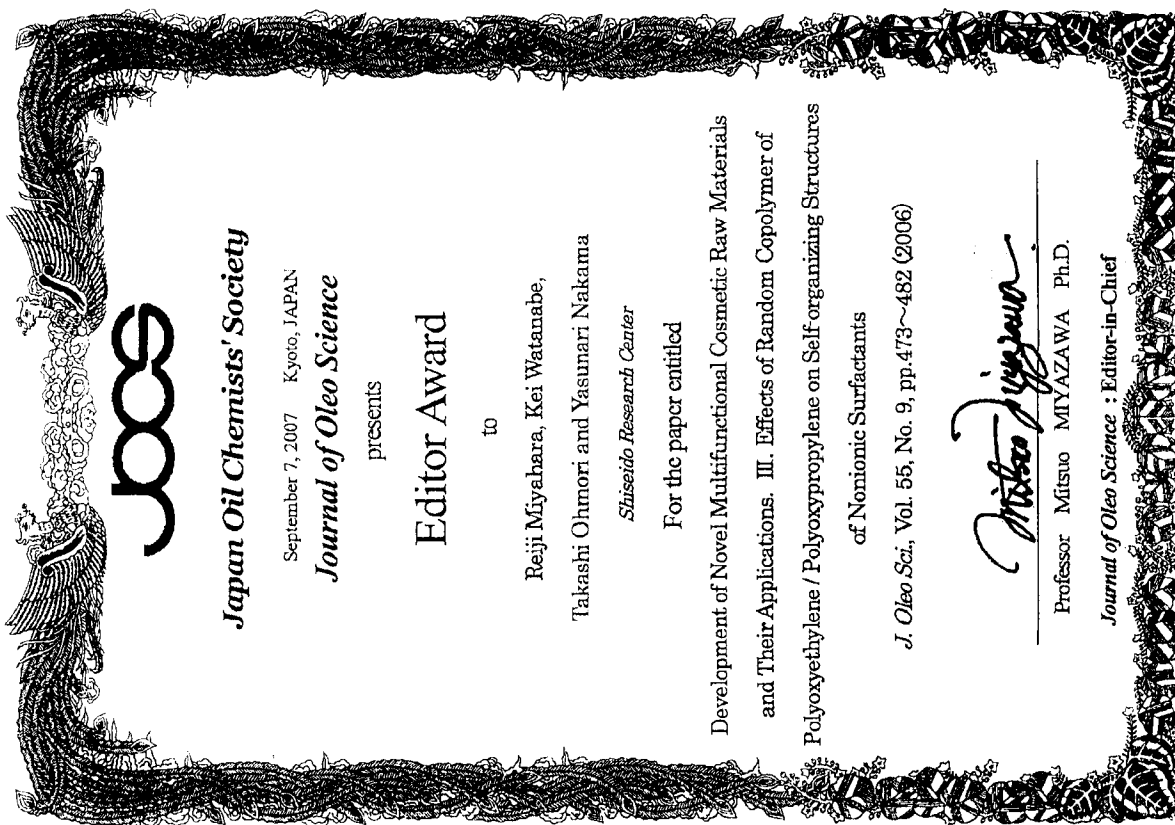 JOCS
Japan Oil Chemists' Society
September 7, 2007 Kyoto, JAPAN
Journal of Oleo Science
presents
Editor Award
to
Reiji Miyahara, Kei Watanabe,
Takashi Ohmori and Yasunari Nakama
Shiseido Research Center
For the paper entitled
Development of Novel Multifunctional Cosmetic Raw Materials
and Their Applications. III. Effects of Random Copolymer of
Polyoxyethylene / Polyoxypropylene on Self-organizing Structures
of Nonionic Surfactants
J. Oleo Sci., Vol. 55, No. 9, pp.473~482 (2006)
Mitsuo Miyazawa
Professor Mitsuo MIYAZAWA Ph.D.
Journal of Oleo Science : Editor-in-Chief